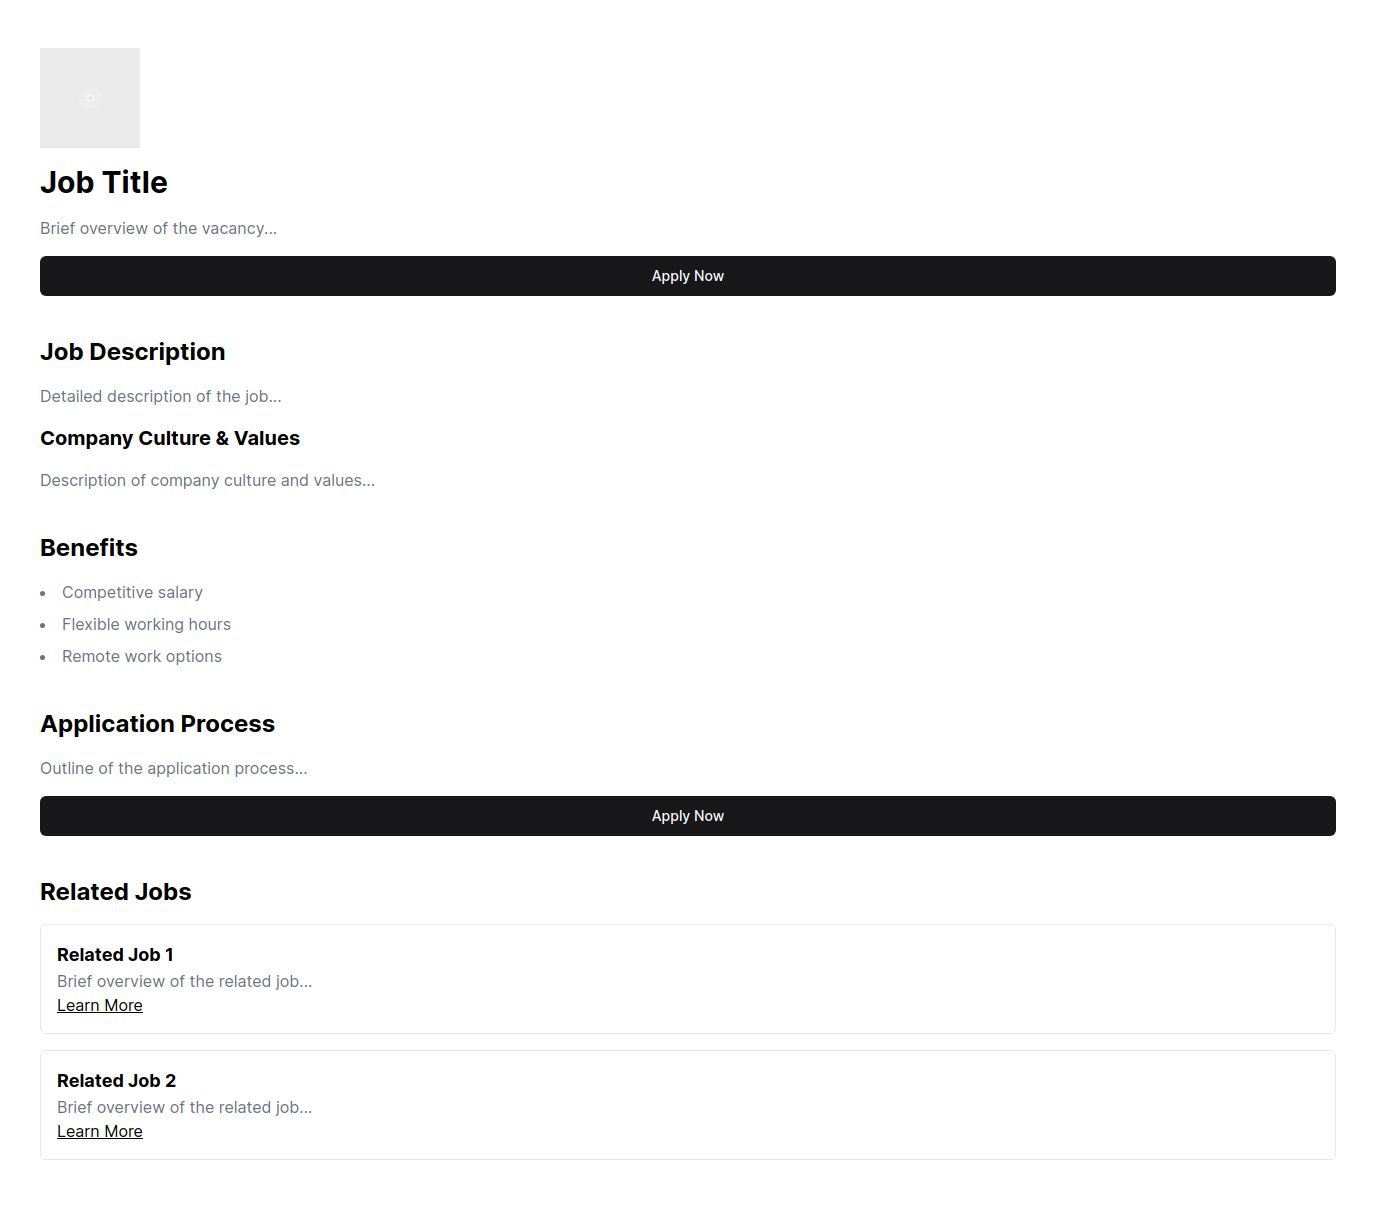 Job Title
Brief overview of the vacancy...
Apply Now
Job Description
Detailed description of the job...
Company Culture & Values
Description of company culture and values...
Benefits
• Competitive salary
• Flexible working hours
• Remote work options
Application Process
Outline of the application process...
Apply Now
Related Jobs
Related Job 1
Brief overview of the related job...
Learn More
Related Job 2
Brief overview of the related job...
Learn More